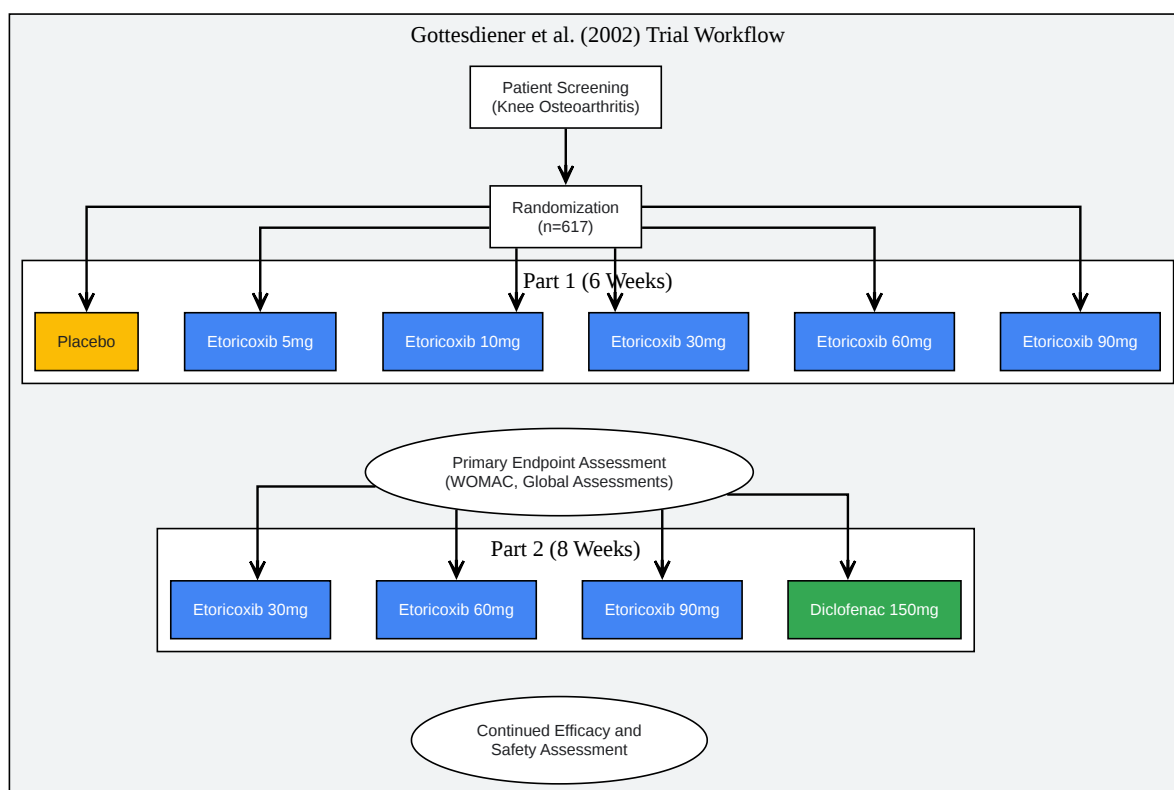 Gottesdiener et al. (2002) Trial Workflow
Patient Screening
(Knee Osteoarthritis)
Randomization
(n=617)
Part 1 (6 Weeks)
Placebo
Etoricoxib 5mg
Etoricoxib 10mg
Etoricoxib 30mg
Etoricoxib 60mg
Etoricoxib 90mg
Primary Endpoint Assessment
(WOMAC, Global Assessments)
Part 2 (8 Weeks)
Etoricoxib 30mg
Etoricoxib 60mg
Etoricoxib 90mg
Diclofenac 150mg
Continued Efficacy and
Safety Assessment